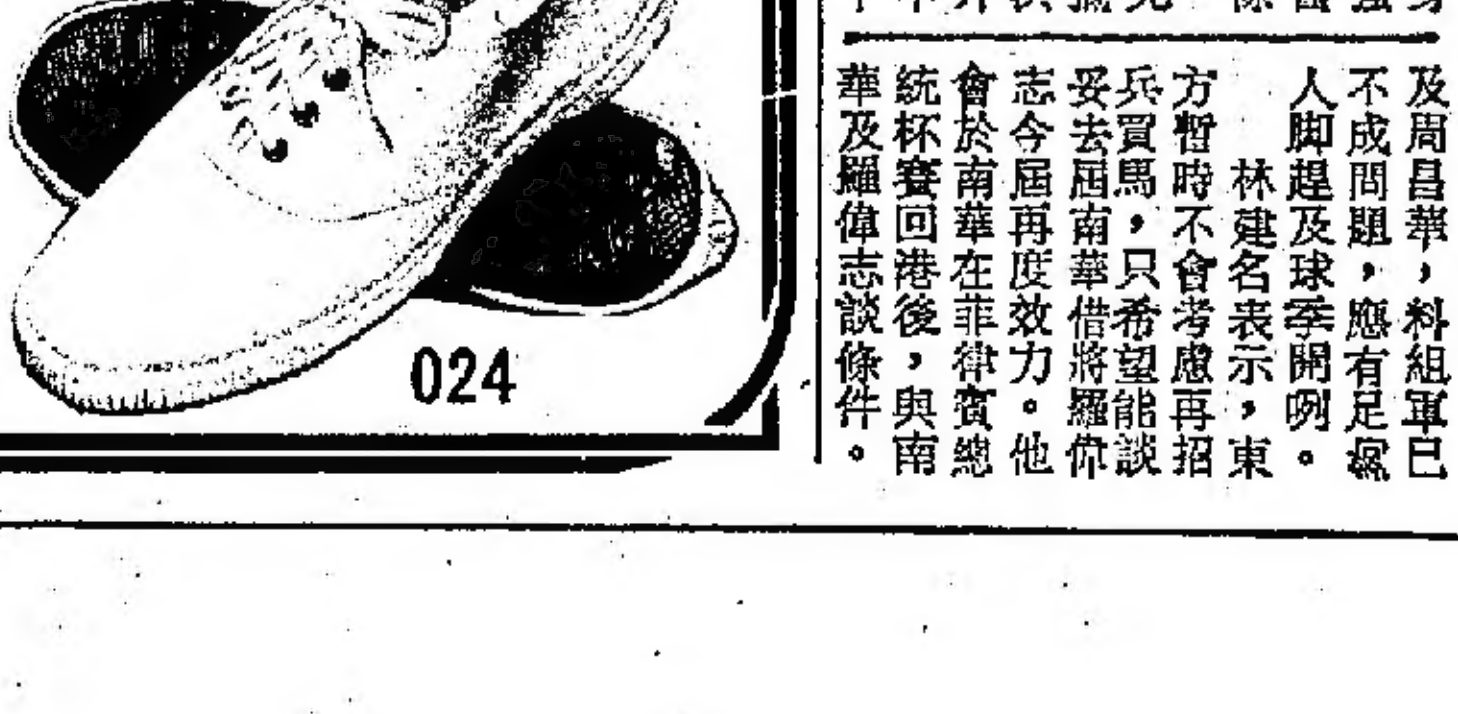 及周昌華，科組軍已
不成問題，應有足夠
人脚趕及球季開咧。
林建名表示，東
方暫時不會考慮再招
兵買馬，只希望能談
妥去屆南華借將羅偉
志今屆再度效力。他
會於南華在菲律賓總
統杯賽回港後，與南
華及羅偉志談條件。
024